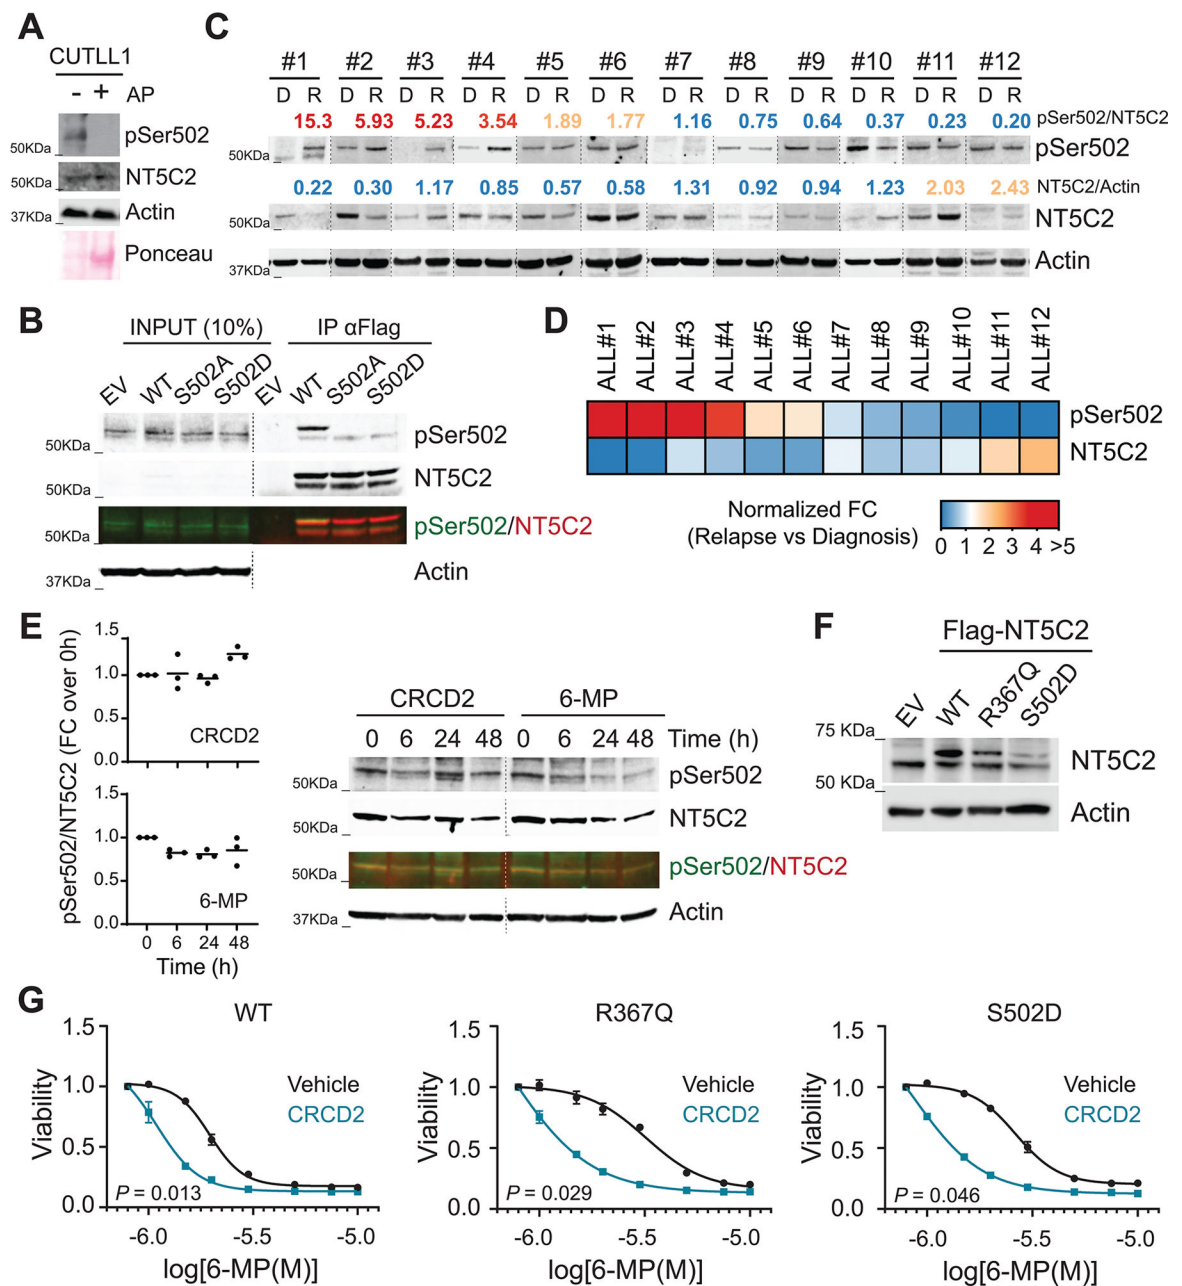 A
CUTLL1
- + AP
pSer502
50KDa
NT5C2
50KDa
Actin
37KDa
Ponceau
C
#1 #2 #3 #4 #5 #6 #7 #8 #9 #10 #11 #12
D R D R D R D R D R D R D R D R D R D R D R D R
15.3 5.93 5.23 3.54 1.89 1.77 1.16 0.75 0.64 0.37 0.23 0.20 pSer502/NT5C2
50KDa pSer502
0.22 0.30 1.17 0.85 0.57 0.58 1.31 0.92 0.94 1.23 2.03 2.43 NT5C2/Actin
50KDa NT5C2
37KDa Actin
B
INPUT (10%) IP αFlag
EV WT S502A S502D EV WT S502A S502D
50KDa pSer502
50KDa NT5C2
50KDa pSer502/NT5C2
37KDa Actin
D
ALL#1 ALL#2 ALL#3 ALL#4 ALL#5 ALL#6 ALL#7 ALL#8 ALL#9 ALL#10 ALL#11 ALL#12
pSer502
NT5C2
Normalized FC
(Relapse vs Diagnosis)
0 1 2 3 4 >5
E
pSer502/NT5C2 (FC over 0h)
1.5
1.0
0.5
0.0
CRCD2
1.5
1.0
0.5
0.0
6-MP
0 6 24 48
Time (h)
CRCD2 6-MP
0 6 24 48 0 6 24 48 Time (h)
50KDa pSer502
50KDa NT5C2
50KDa pSer502/NT5C2
37KDa Actin
F
Flag-NT5C2
EV WT R367Q S502D
75 KDa
NT5C2
50 KDa
Actin
G
WT
Viability
1.5
1.0
0.5
0.0
Vehicle
CRCD2
P = 0.013
-6.0 -5.5 -5.0
log[6-MP(M)]
R367Q
Viability
1.5
1.0
0.5
0.0
Vehicle
CRCD2
P = 0.029
-6.0 -5.5 -5.0
log[6-MP(M)]
S502D
Viability
1.5
1.0
0.5
0.0
Vehicle
CRCD2
P = 0.046
-6.0 -5.5 -5.0
log[6-MP(M)]